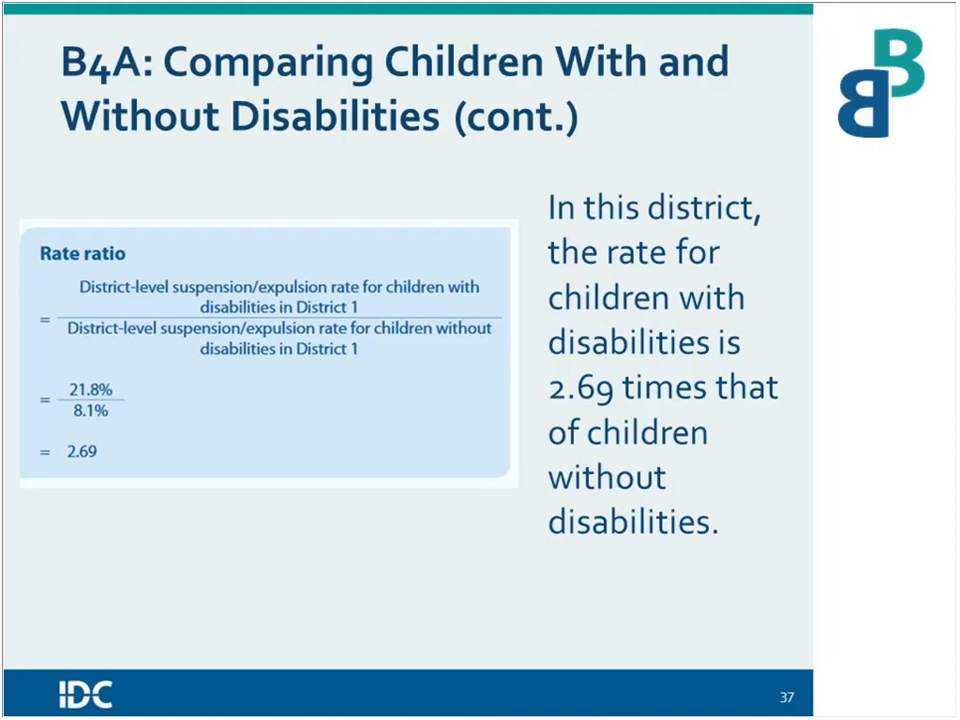 B4A: Comparing Children With and
Without Disabilities (cont.)
B
B
Rate ratio
District-level suspension/expulsion rate for children with
disabilities in District 1
=
District-level suspension/expulsion rate for children without
disabilities in District 1
= 21.8%
8.1%
= 2.69
In this district,
the rate for
children with
disabilities is
2.69 times that
of children
without
disabilities.
IDC
37